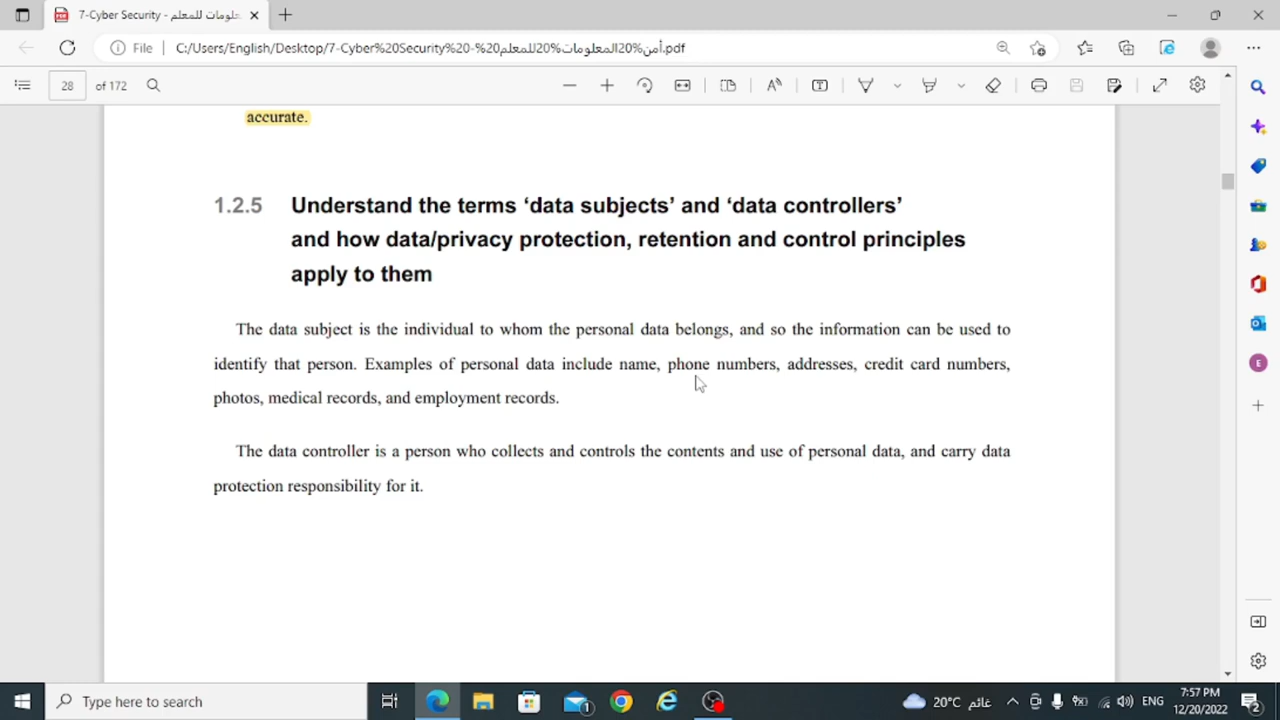 7-Cyber Security - معلومات للمعلم
File
C:/Users/English/Desktop/7-Cyber%20Security%20-%20أمن%20المعلومات%20للمعلم.pdf
28 of 172
accurate.
1.2.5 Understand the terms ‘data subjects’ and ‘data controllers’
and how data/privacy protection, retention and control principles
apply to them
The data subject is the individual to whom the personal data belongs, and so the information can be used to
identify that person. Examples of personal data include name, phone numbers, addresses, credit card numbers,
photos, medical records, and employment records.
The data controller is a person who collects and controls the contents and use of personal data, and carry data
protection responsibility for it.
E
Type here to search
1
20°C غائم
ENG
7:57 PM
12/20/2022
2